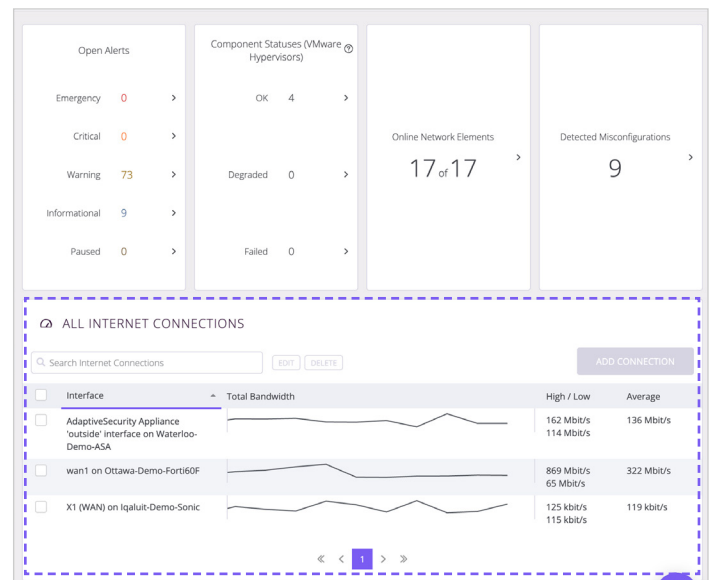 Open Alerts
Emergency 0
Critical 0
Warning 73
Informational 9
Paused 0
Component Statuses (VMware
Hypervisors)
OK 4
Degraded 0
Failed 0
Online Network Elements
17 of 17
Detected Misconfigurations
9
ALL INTERNET CONNECTIONS
Search Internet Connections
EDIT DELETE
ADD CONNECTION
Interface Total Bandwidth High / Low Average
AdaptiveSecurity Appliance 162 Mbit/s 136 Mbit/s
'outside' interface on Waterloo- 114 Mbit/s
Demo-ASA
wan1 on Ottawa-Demo-Forti60F 869 Mbit/s 322 Mbit/s
65 Mbit/s
X1 (WAN) on Iqaluit-Demo-Sonic 125 kbit/s 119 kbit/s
115 kbit/s
« < 1 > »